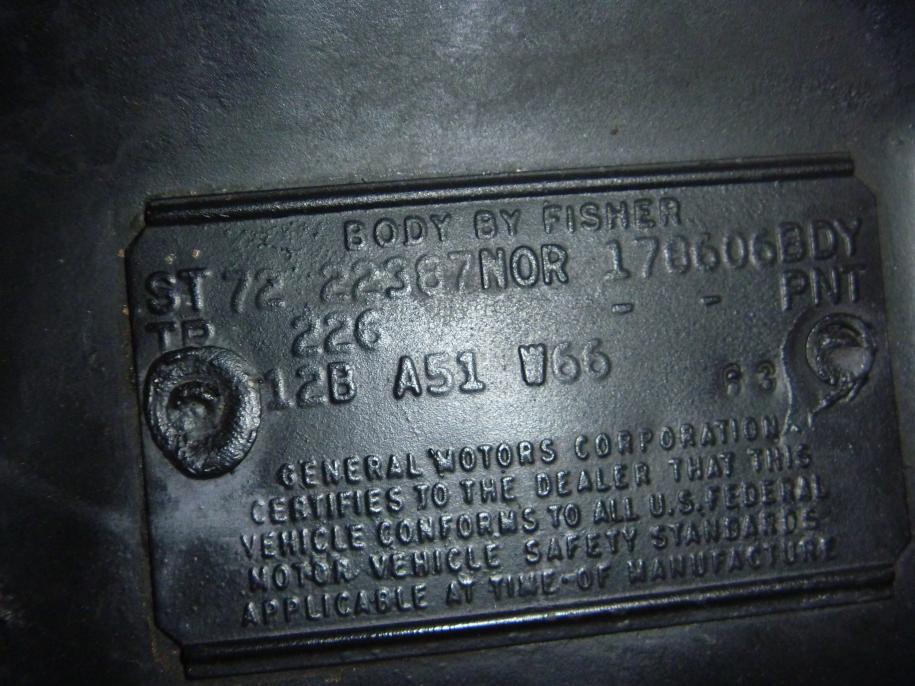 BODY BY FISHER
ST 72 22387 NOR 178606 BDY
TR 226 - - PNT
12B A51 W66
GENERAL MOTORS CORPORATION
CERTIFIES TO THE DEALER THAT THIS
VEHICLE CONFORMS TO ALL U.S. FEDERAL
MOTOR VEHICLE SAFETY STANDARDS
APPLICABLE AT TIME OF MANUFACTURE